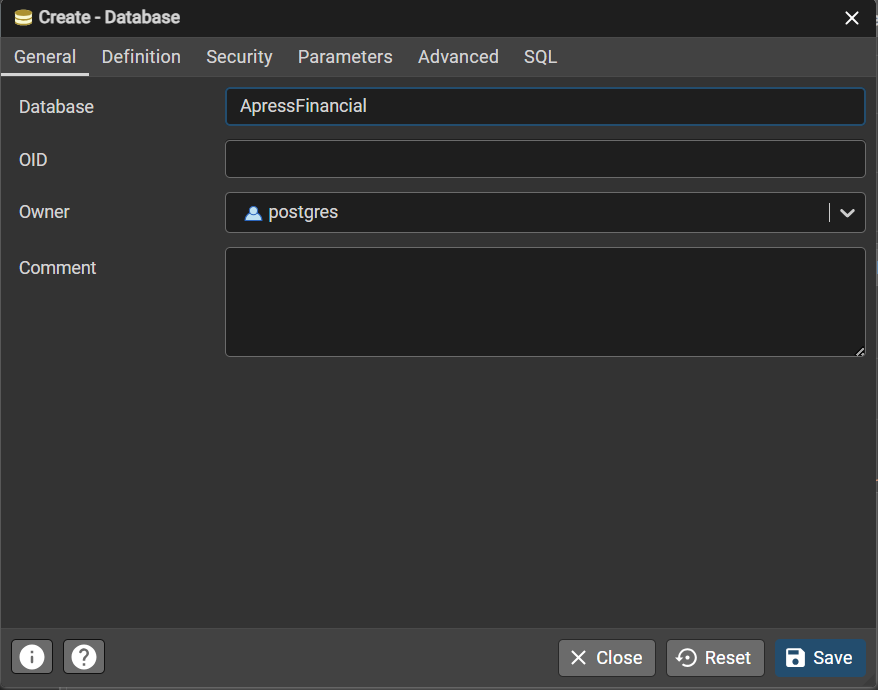 Create - Database
General Definition Security Parameters Advanced SQL
Database ApressFinancial
OID
Owner postgres
Comment
Close Reset Save